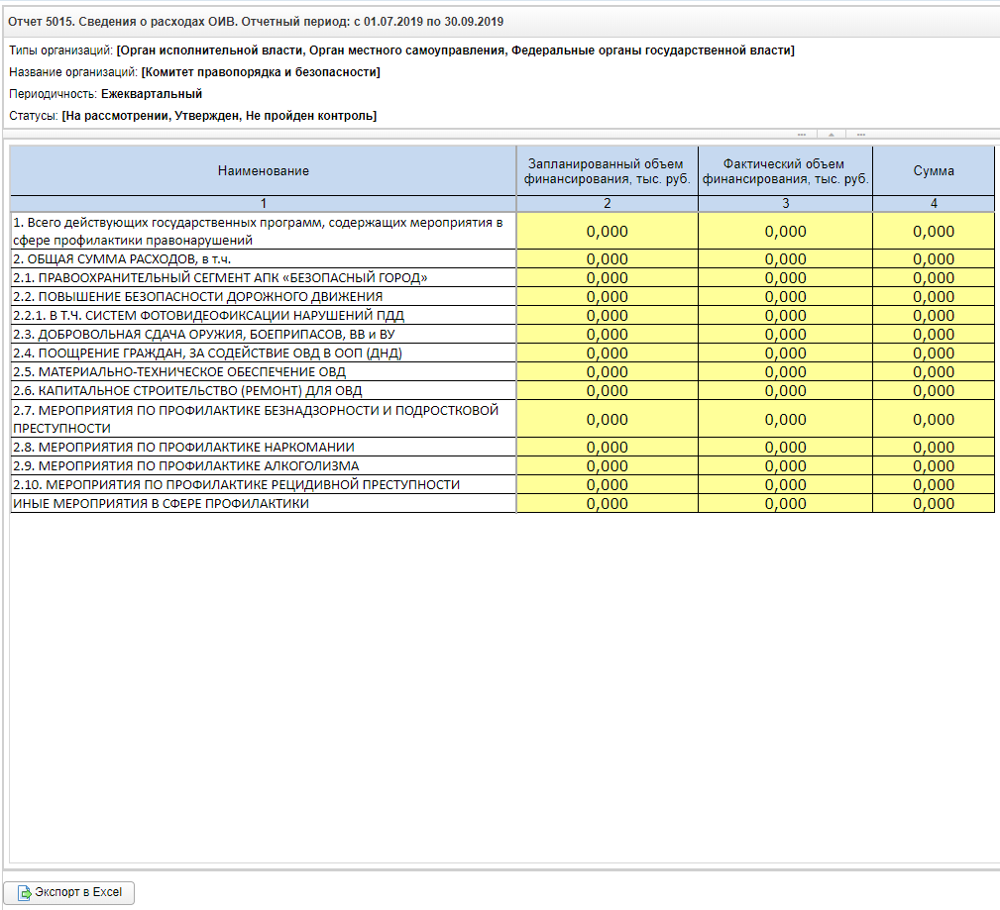 Отчет 5015. Сведения о расходах ОИВ. Отчетный период: с 01.07.2019 по 30.09.2019
Типы организаций: [Орган исполнительной власти, Орган местного самоуправления, Федеральные органы государственной власти]
Название организаций: [Комитет правопорядка и безопасности]
Периодичность: Ежеквартальный
Статусы: [На рассмотрении, Утвержден, Не пройден контроль]
Наименование
Запланированный объем
финансирования, тыс. руб.
Фактический объем
финансирования, тыс. руб.
Сумма
1 2 3 4
1. Всего действующих государственных программ, содержащих мероприятия в
сфере профилактики правонарушений
0,000 0,000 0,000
2. ОБЩАЯ СУММА РАСХОДОВ, в т.ч. 0,000 0,000 0,000
2.1. ПРАВООХРАНИТЕЛЬНЫЙ СЕГМЕНТ АПК «БЕЗОПАСНЫЙ ГОРОД» 0,000 0,000 0,000
2.2. ПОВЫШЕНИЕ БЕЗОПАСНОСТИ ДОРОЖНОГО ДВИЖЕНИЯ 0,000 0,000 0,000
2.2.1. В Т.Ч. СИСТЕМ ФОТОВИДЕОФИКСАЦИИ НАРУШЕНИЙ ПДД 0,000 0,000 0,000
2.3. ДОБРОВОЛЬНАЯ СДАЧА ОРУЖИЯ, БОЕПРИПАСОВ, ВВ и ВУ 0,000 0,000 0,000
2.4. ПООЩРЕНИЕ ГРАЖДАН, ЗА СОДЕЙСТВИЕ ОВД В ООП (ДНД) 0,000 0,000 0,000
2.5. МАТЕРИАЛЬНО-ТЕХНИЧЕСКОЕ ОБЕСПЕЧЕНИЕ ОВД 0,000 0,000 0,000
2.6. КАПИТАЛЬНОЕ СТРОИТЕЛЬСТВО (РЕМОНТ) ДЛЯ ОВД 0,000 0,000 0,000
2.7. МЕРОПРИЯТИЯ ПО ПРОФИЛАКТИКЕ БЕЗНАДЗОРНОСТИ И ПОДРОСТКОВОЙ
ПРЕСТУПНОСТИ
0,000 0,000 0,000
2.8. МЕРОПРИЯТИЯ ПО ПРОФИЛАКТИКЕ НАРКОМАНИИ 0,000 0,000 0,000
2.9. МЕРОПРИЯТИЯ ПО ПРОФИЛАКТИКЕ АЛКОГОЛИЗМА 0,000 0,000 0,000
2.10. МЕРОПРИЯТИЯ ПО ПРОФИЛАКТИКЕ РЕЦИДИВНОЙ ПРЕСТУПНОСТИ 0,000 0,000 0,000
ИНЫЕ МЕРОПРИЯТИЯ В СФЕРЕ ПРОФИЛАКТИКИ 0,000 0,000 0,000
Экспорт в Excel